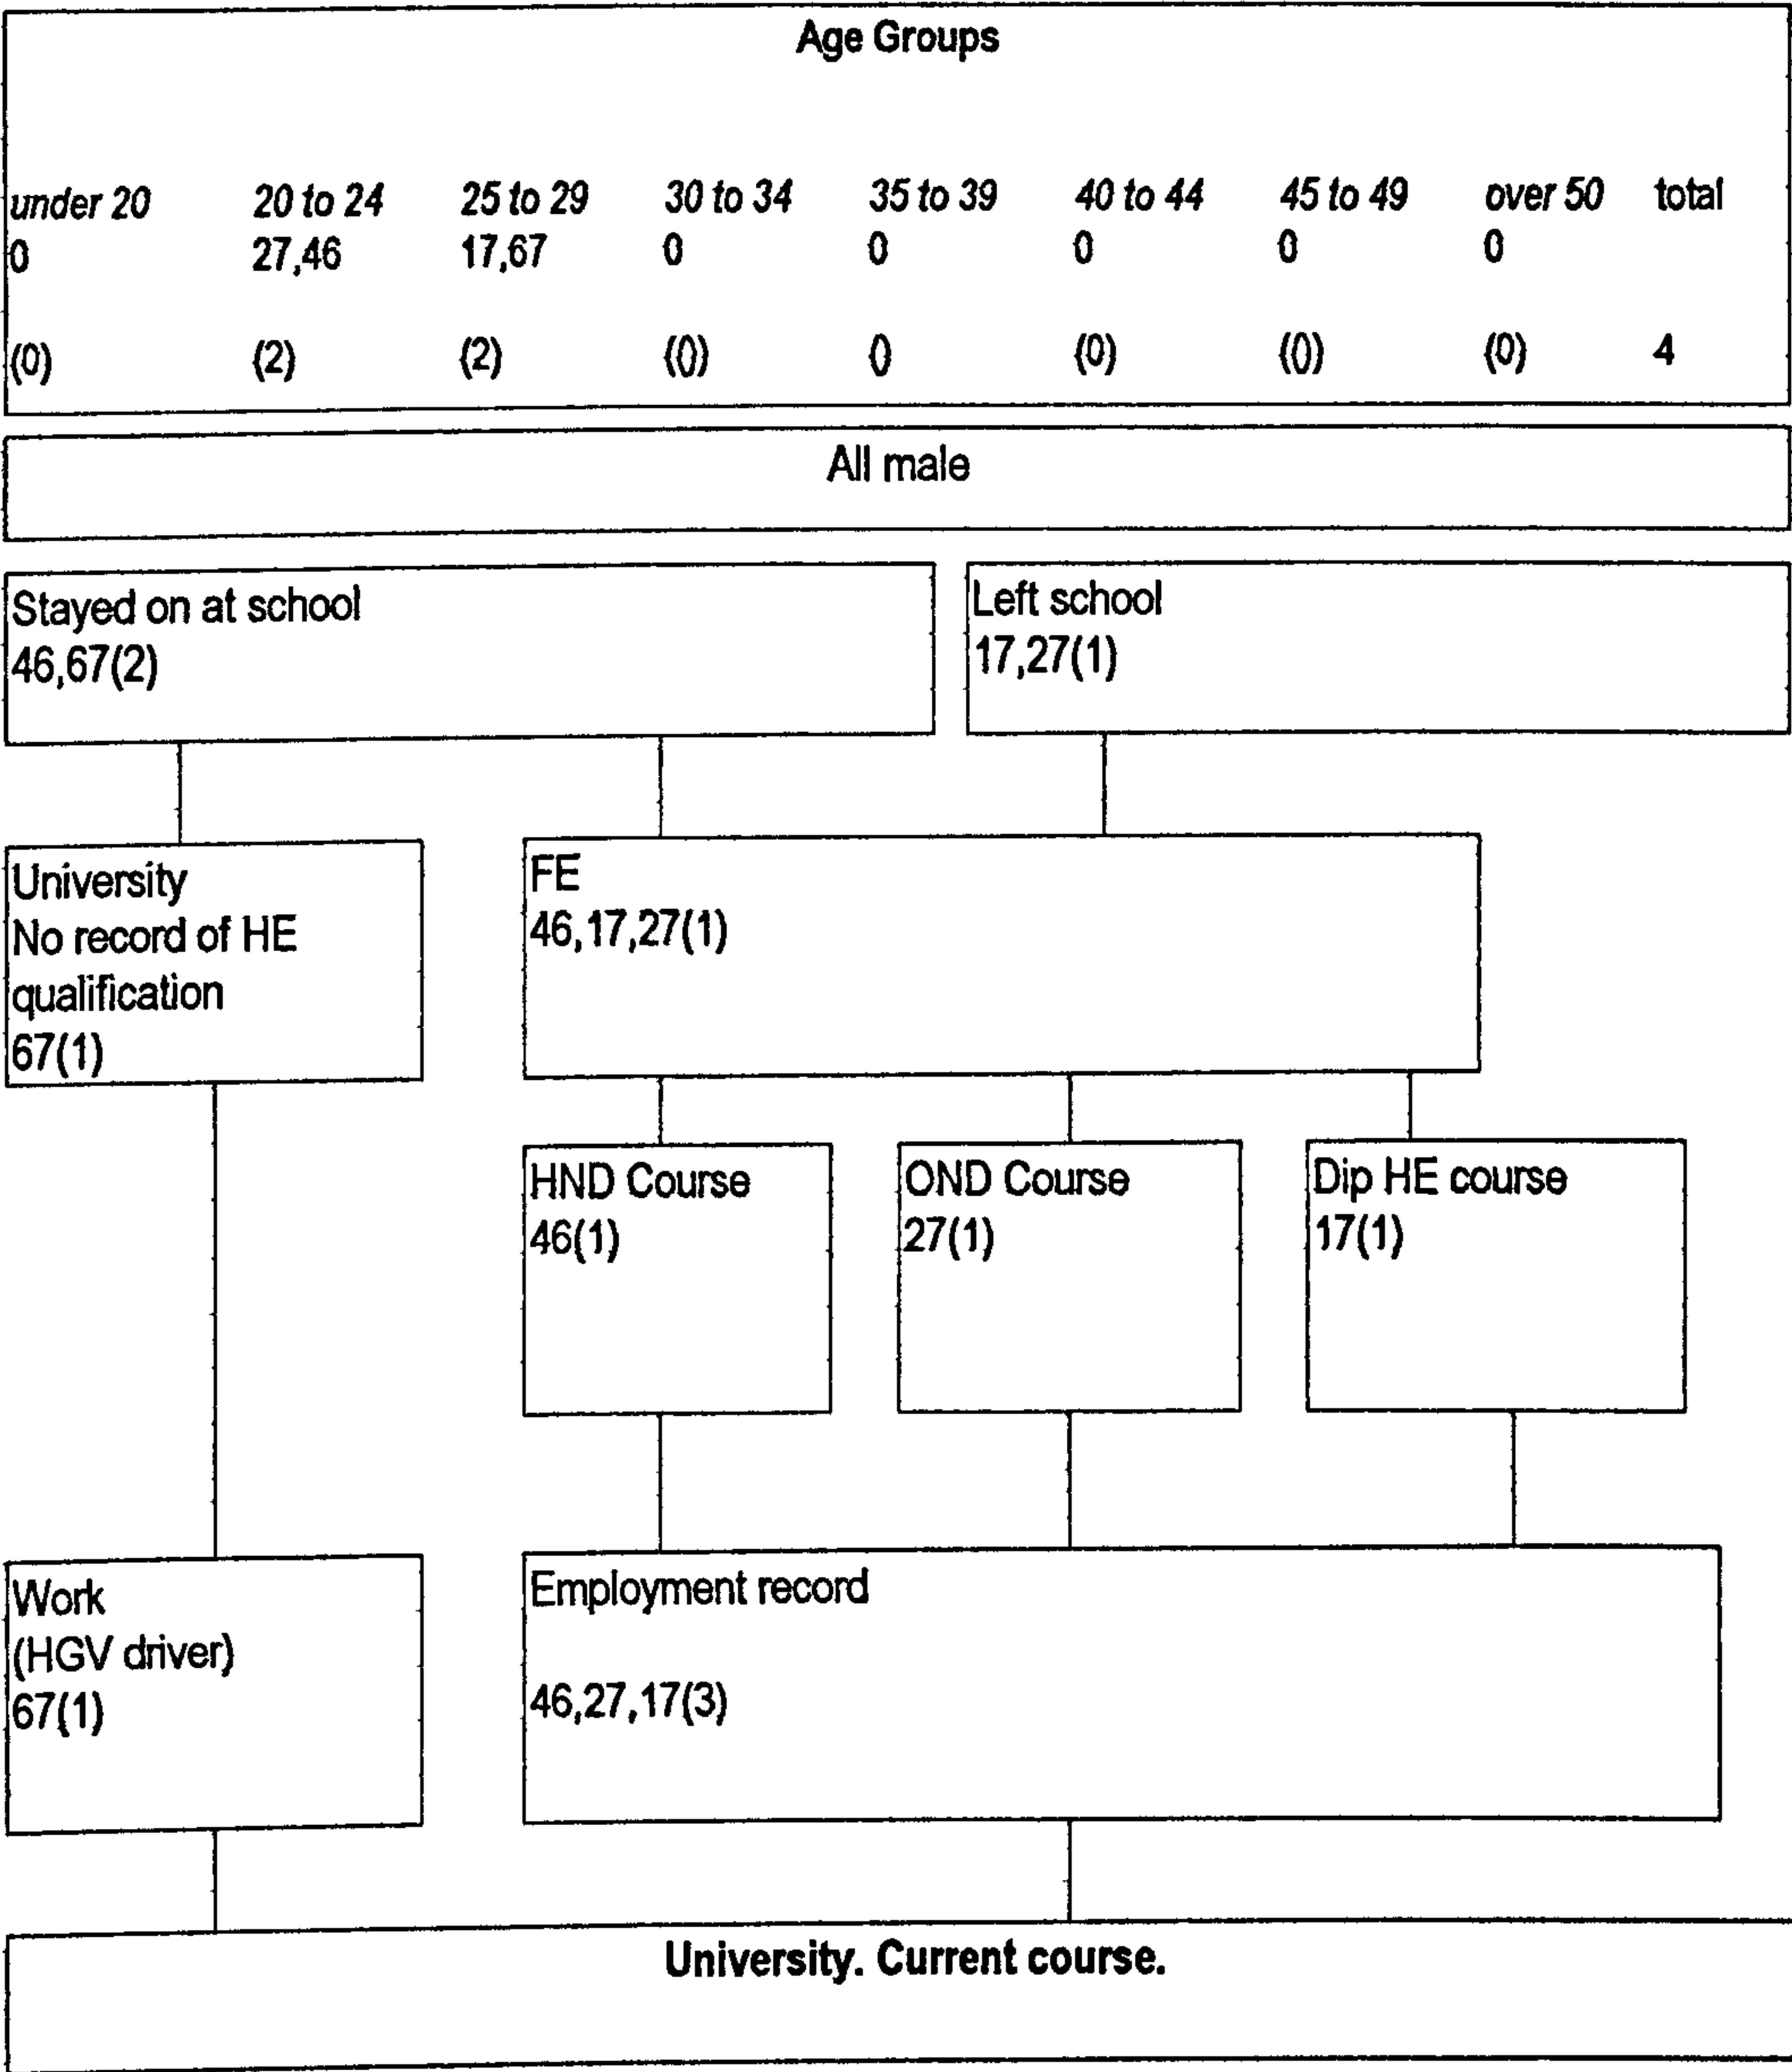 Age Groups
under 20 20 to 24 25 to 29 30 to 34 35 to 39 40 to 44 45 to 49 over 50 total
0 27,46 17,67 0 0 0 0 0
(0) (2) (2) (0) () (0) (0) (0) 4
All male
Stayed on at school
46,67(2)
Left school
17,27(1)
University
No record of HE
qualification
67(1)
FE
46,17,27(1)
HND Course
46(1)
OND Course
27(1)
Dip HE course
17(1)
Work
(HGV driver)
67(1)
Employment record
46,27,17(3)
University. Current course.